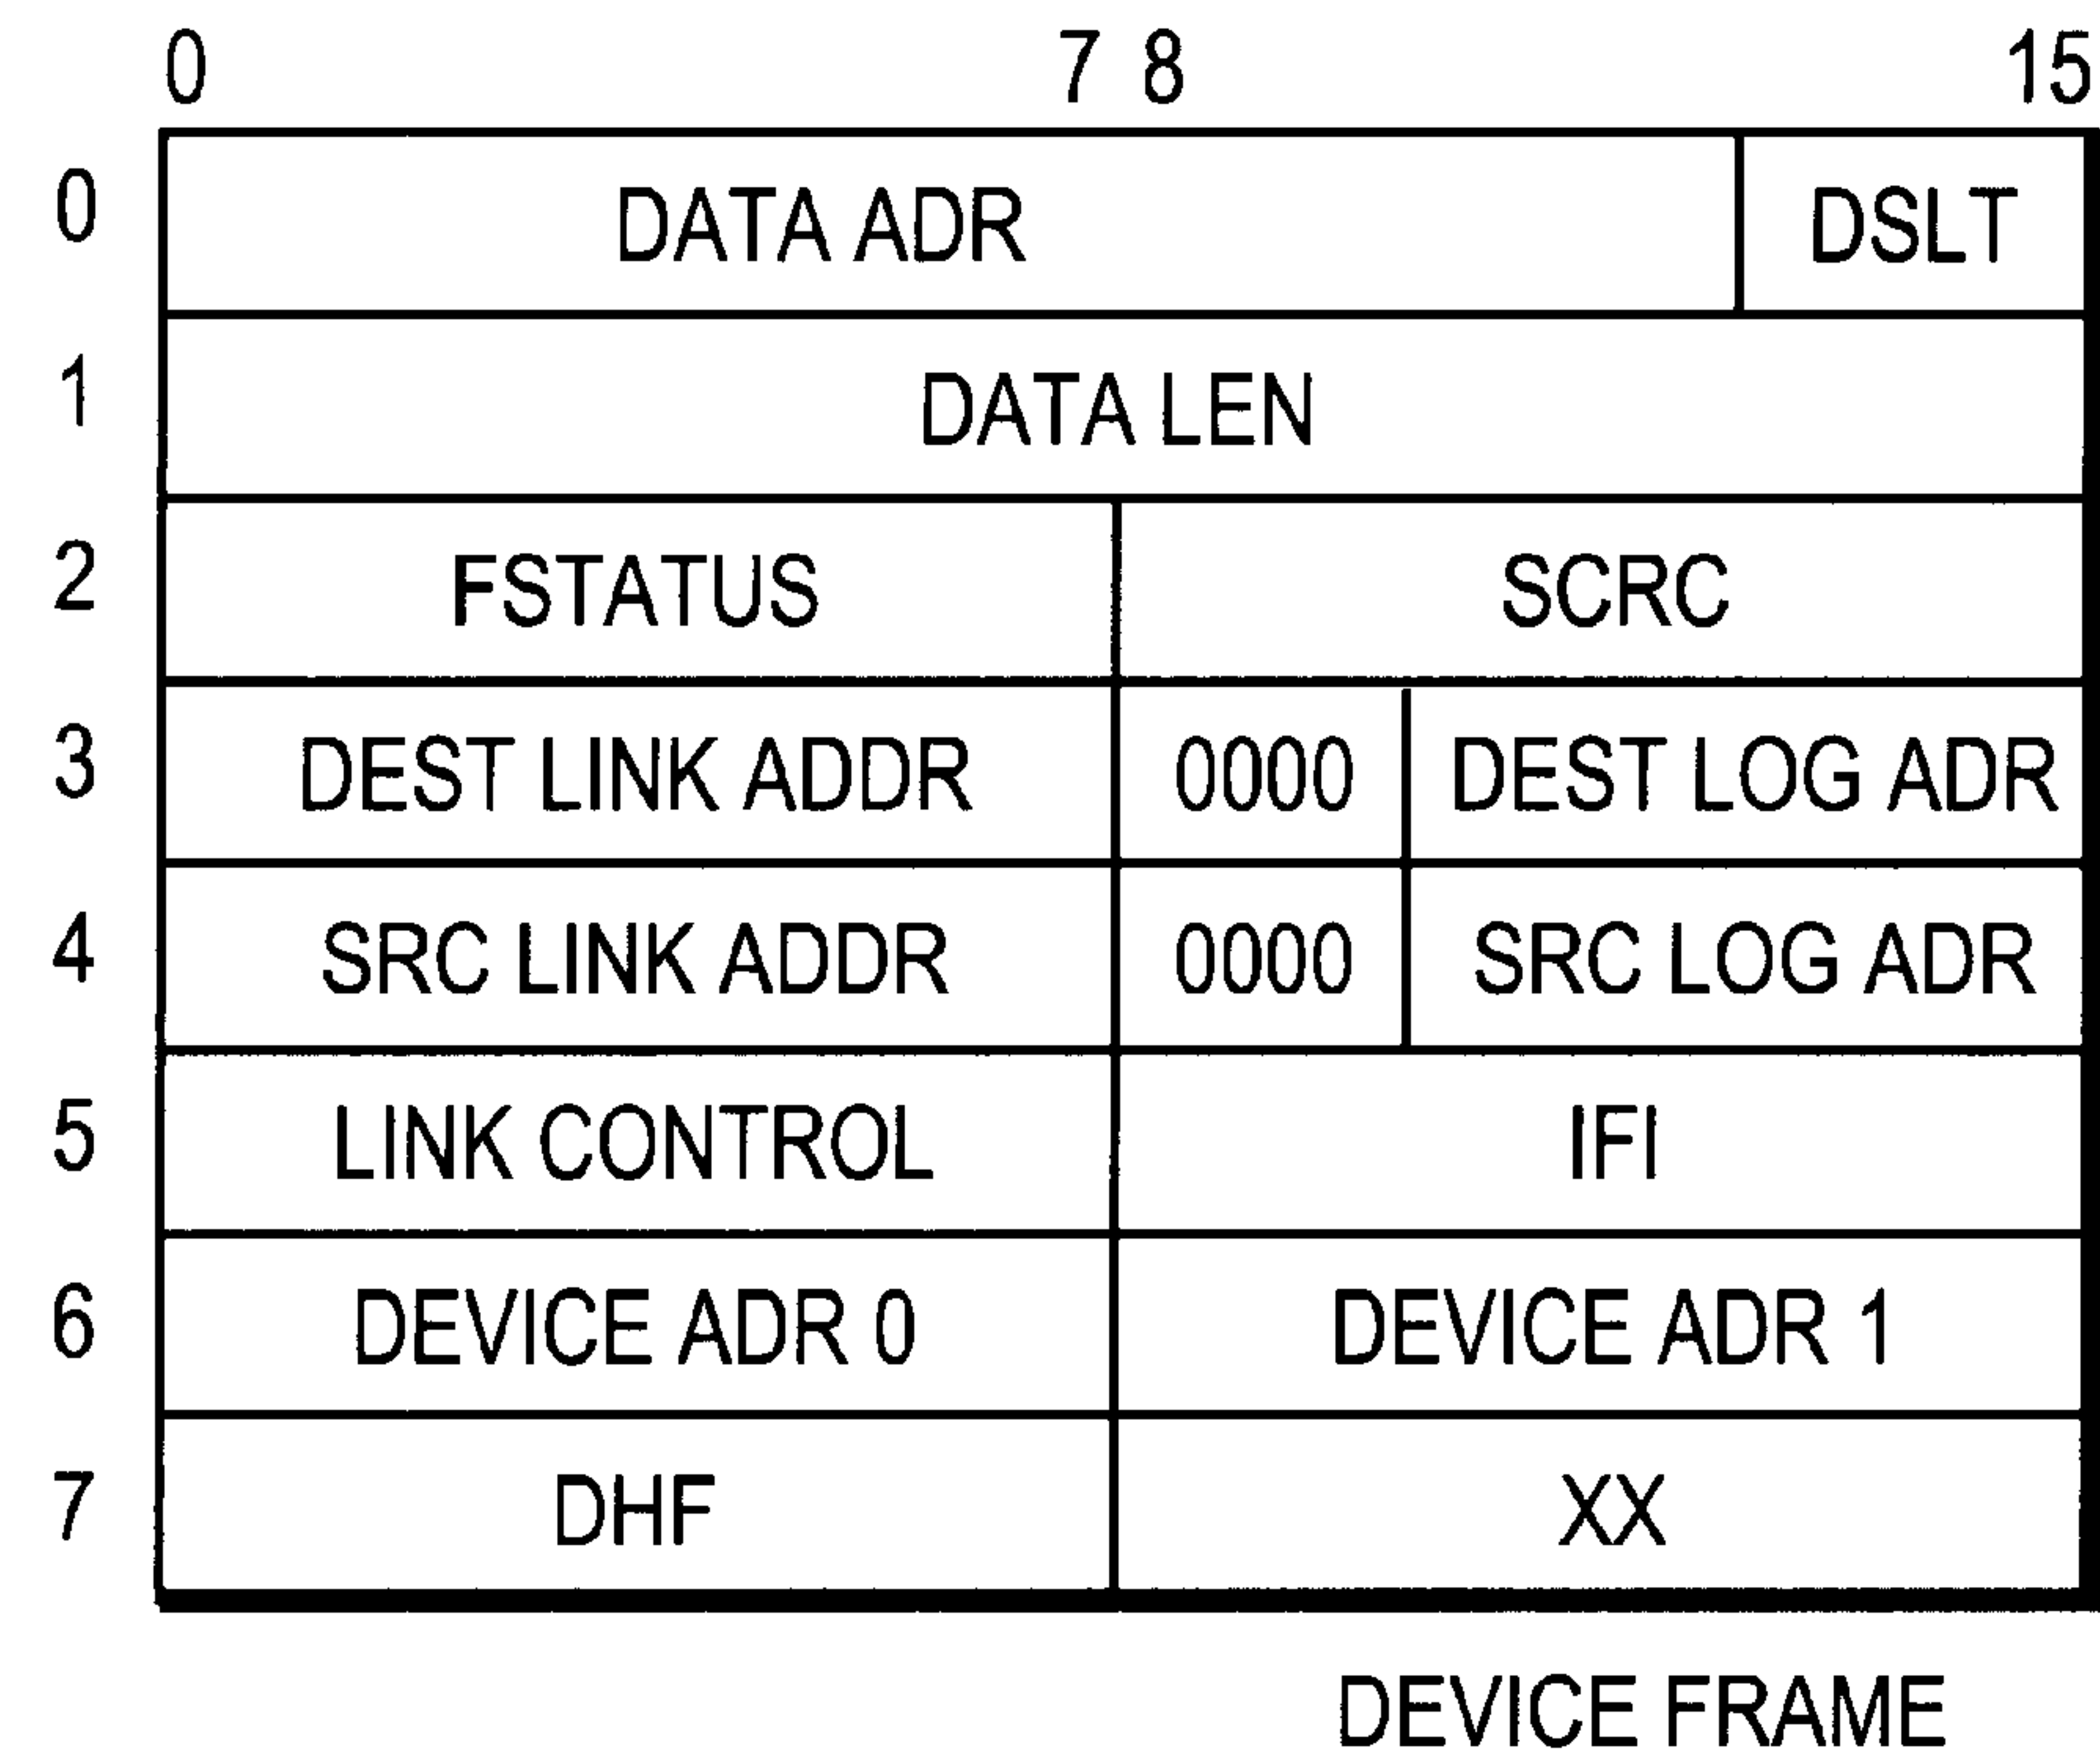 0 7 8 15
0 DATA ADR DSLT
1 DATA LEN
2 FSTATUS SCRC
3 DEST LINK ADDR 0000 DEST LOG ADR
4 SRC LINK ADDR 0000 SRC LOG ADR
5 LINK CONTROL IFI
6 DEVICE ADR 0 DEVICE ADR 1
7 DHF XX
DEVICE FRAME